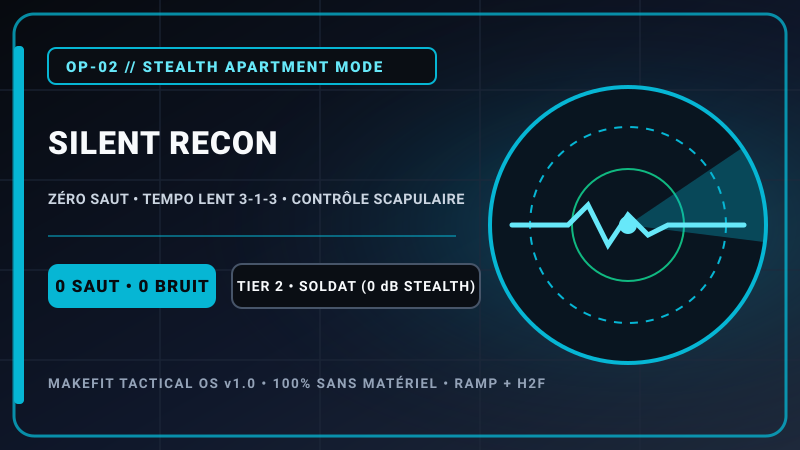 OP-02 // STEALTH APARTMENT MODE
SILENT RECON
ZÉRO SAUT • TEMPO LENT 3-1-3 • CONTRÔLE SCAPULAIRE
0 SAUT • 0 BRUIT
TIER 2 • SOLDAT (0 dB STEALTH)
MAKEFIT TACTICAL OS v1.0 • 100% SANS MATÉRIEL • RAMP + H2F